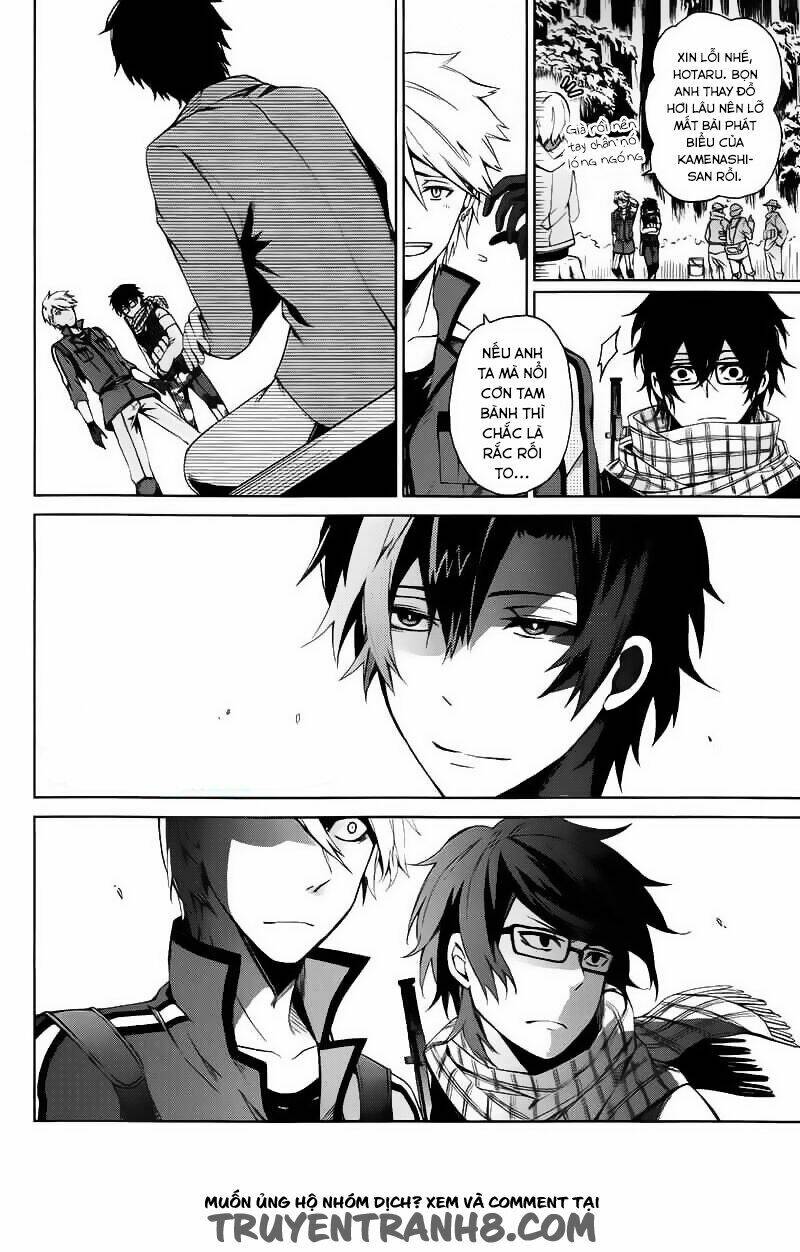 XIN LỖI NHÉ,
HOTARU. BỌN
ANH THAY ĐỒ
HƠI LÂU NÊN LỠ
MẤT BÀI PHÁT
BIỂU CỦA
KAMENASHI-
SAN RỒI.
Già rồi nên
tay chân nó
lóng ngóng
NẾU ANH
TA MÀ NỔI
CƠN TAM
BÀNH THÌ
CHẮC LÀ
RẮC RỐI
TO...
MUỐN ỦNG HỘ NHÓM DỊCH? XEM VÀ COMMENT TẠI
TRUYENTRANH8.COM